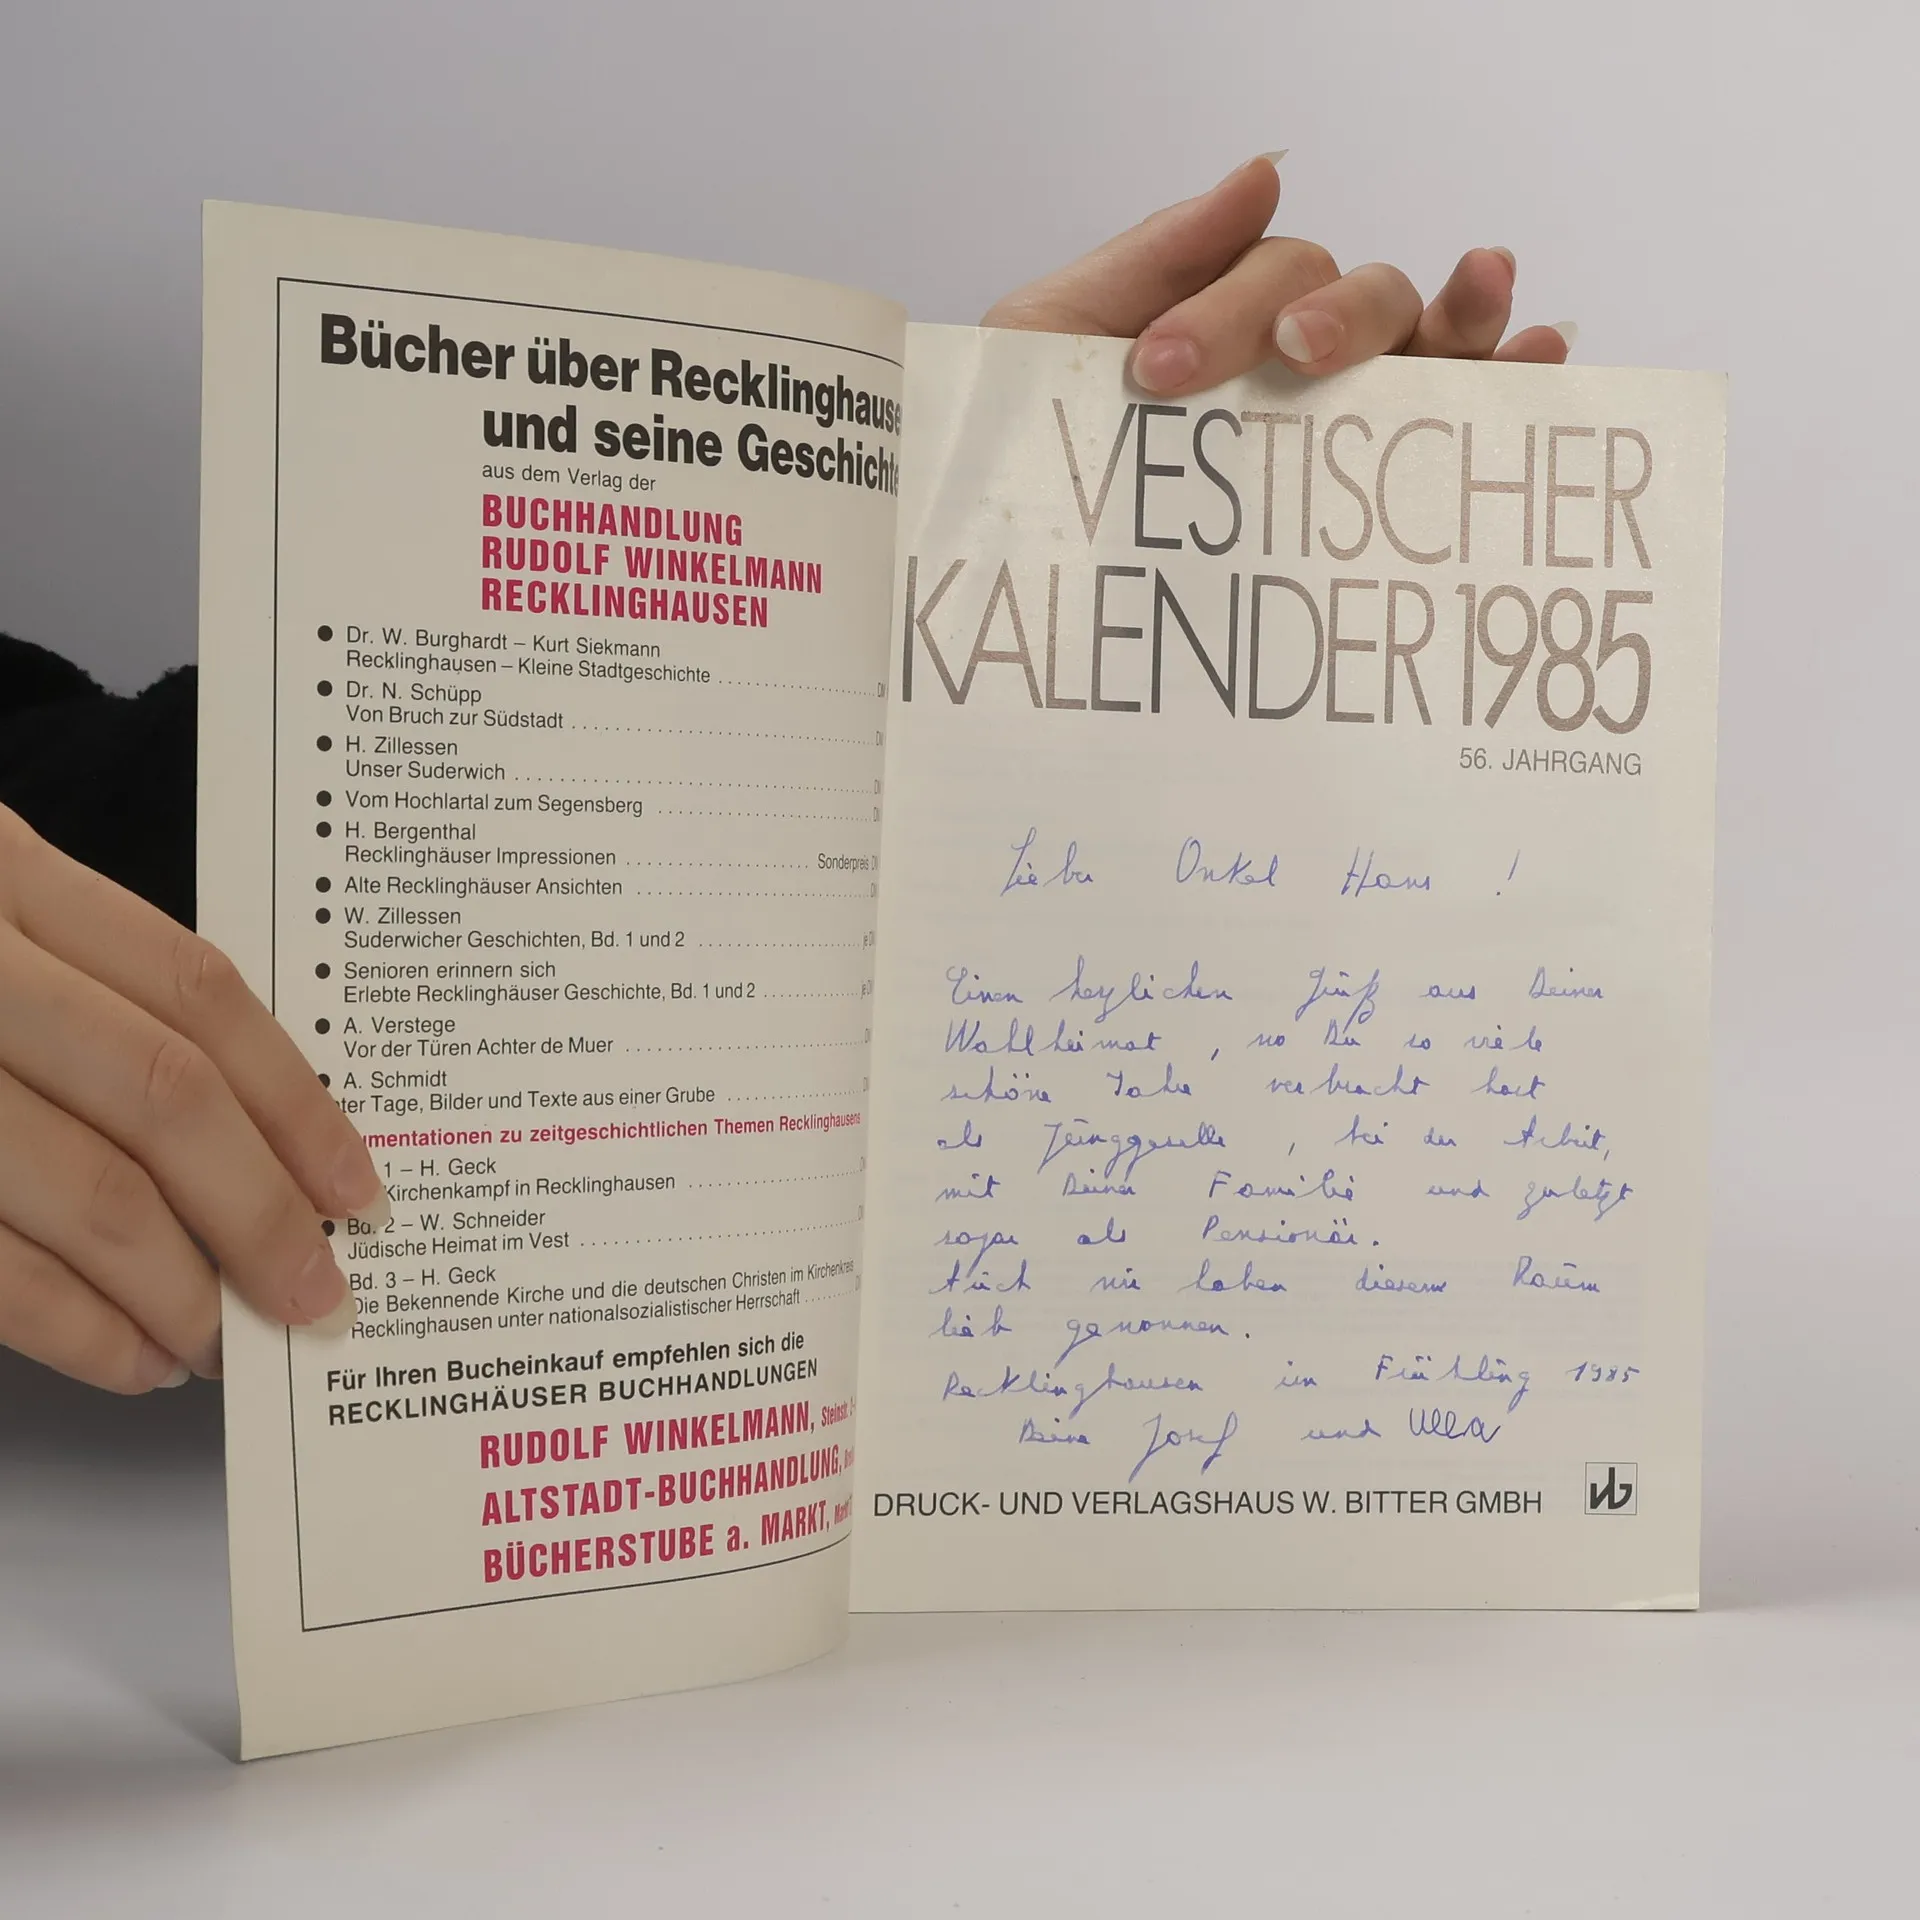 Bücher über Recklinghause
und seine Geschichte
aus dem Verlag der
BUCHHANDLUNG
RUDOLF WINKELMANN
RECKLINGHAUSEN
● Dr. W. Burghardt – Kurt Siekmann
Recklinghausen – Kleine Stadtgeschichte
● Dr. N. Schüpp
Von Bruch zur Südstadt
● H. Zillessen
Unser Suderwich
● Vom Hochlartal zum Segensberg
● H. Bergenthal
Recklinghäuser Impressionen Sonderpreis
● Alte Recklinghäuser Ansichten
● W. Zillessen
Suderwicher Geschichten, Bd. 1 und 2 je
● Senioren erinnern sich
Erlebte Recklinghäuser Geschichte, Bd. 1 und 2 je
● A. Verstege
Vor der Türen Achter de Muer
● A. Schmidt
ter Tage, Bilder und Texte aus einer Grube
umentationen zu zeitgeschichtlichen Themen Recklinghausens
1 – H. Geck
Kirchenkampf in Recklinghausen
● Bd. 2 – W. Schneider
Jüdische Heimat im Vest
Bd. 3 – H. Geck
Die Bekennende Kirche und die deutschen Christen im Kirchenkreis
Recklinghausen unter nationalsozialistischer Herrschaft
Für Ihren Bucheinkauf empfehlen sich die
RECKLINGHÄUSER BUCHHANDLUNGEN
RUDOLF WINKELMANN, Steinstr.
ALTSTADT-BUCHHANDLUNG,
BÜCHERSTUBE a. MARKT, Markt
VESTISCHER
KALENDER 1985
56. JAHRGANG
Lieber Onkel Hans !
Einen herzlichen Gruß aus Deiner
Wahlheimat, wo Du so viele
schöne Jahre verbracht hast
als Junggeselle, bei der Arbeit,
mit Deiner Familie und zuletzt
sogar als Pensionär.
Auch wir haben diesen Raum
lieb gewonnen.
Recklinghausen im Frühling 1985
Deine Josef und Ulla
DRUCK- UND VERLAGSHAUS W. BITTER GMBH